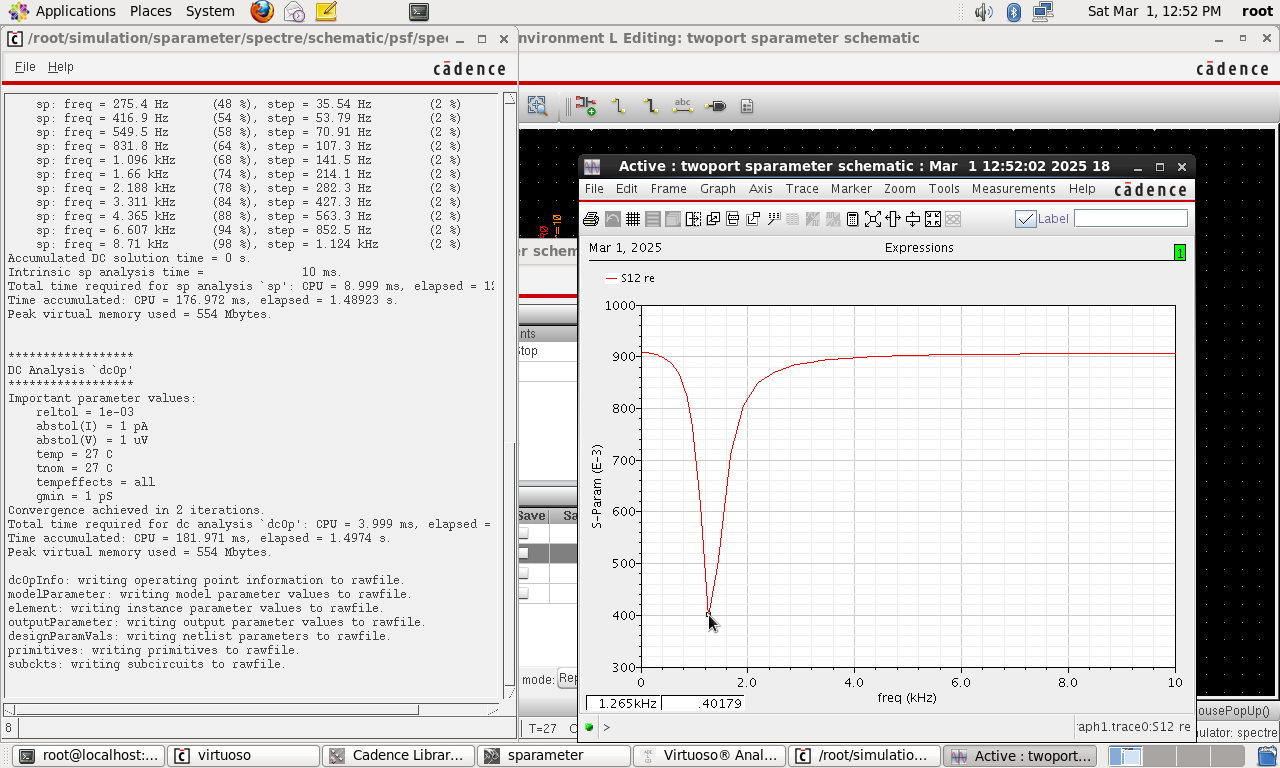 Applications Places System
Sat Mar 1, 12:52 PM root
/root/simulation/sparameter/spectre/schematic/psf/spec
nvironment L Editing: twoport sparameter schematic
File Help
cādence
cādence
sp: freq = 275.4 Hz (48 %), step = 35.54 Hz (2 %)
sp: freq = 416.9 Hz (54 %), step = 53.79 Hz (2 %)
sp: freq = 549.5 Hz (58 %), step = 70.91 Hz (2 %)
sp: freq = 831.8 Hz (64 %), step = 107.3 Hz (2 %)
sp: freq = 1.096 kHz (68 %), step = 141.5 Hz (2 %)
sp: freq = 1.66 kHz (74 %), step = 214.1 Hz (2 %)
sp: freq = 2.188 kHz (78 %), step = 282.3 Hz (2 %)
sp: freq = 3.311 kHz (84 %), step = 427.3 Hz (2 %)
sp: freq = 4.365 kHz (88 %), step = 563.3 Hz (2 %)
sp: freq = 6.607 kHz (94 %), step = 852.5 Hz (2 %)
sp: freq = 8.71 kHz (98 %), step = 1.124 kHz (2 %)
Accumulated DC solution time = 0 s.
Intrinsic sp analysis time = 10 ms.
Total time required for sp analysis `sp': CPU = 8.999 ms, elapsed = 12
Time accumulated: CPU = 176.972 ms, elapsed = 1.48923 s.
Peak virtual memory used = 554 Mbytes.
******************
DC Analysis `dcOp'
******************
Important parameter values:
reltol = 1e-03
abstol(I) = 1 pA
abstol(V) = 1 uV
temp = 27 C
tnom = 27 C
tempeffects = all
gmin = 1 pS
Convergence achieved in 2 iterations.
Total time required for dc analysis `dcOp': CPU = 3.999 ms, elapsed =
Time accumulated: CPU = 181.971 ms, elapsed = 1.4974 s.
Peak virtual memory used = 554 Mbytes.
dcOpInfo: writing operating point information to rawfile.
modelParameter: writing model parameter values to rawfile.
element: writing instance parameter values to rawfile.
outputParameter: writing output parameter values to rawfile.
designParamVals: writing netlist parameters to rawfile.
primitives: writing primitives to rawfile.
subckts: writing subcircuits to rawfile.
8
abc
=10
er schem
nts
Stop
Save Sa
mode: Rep
T=27 C
Active : twoport sparameter schematic : Mar 1 12:52:02 2025 18
File Edit Frame Graph Axis Trace Marker Zoom Tools Measurements Help cādence
Label
Mar 1, 2025 Expressions 1
S12 re
S-Param (E-3)
1000
900
800
700
600
500
400
300
0 2.0 4.0 6.0 8.0 10
freq (kHz)
1.265kHz .40179
> aph1.trace0:S12 re
ousePopUp()
nulator: spectre
root@localhost:... virtuoso Cadence Librar... sparameter Virtuoso® Anal... /root/simulatio... Active : twoport...